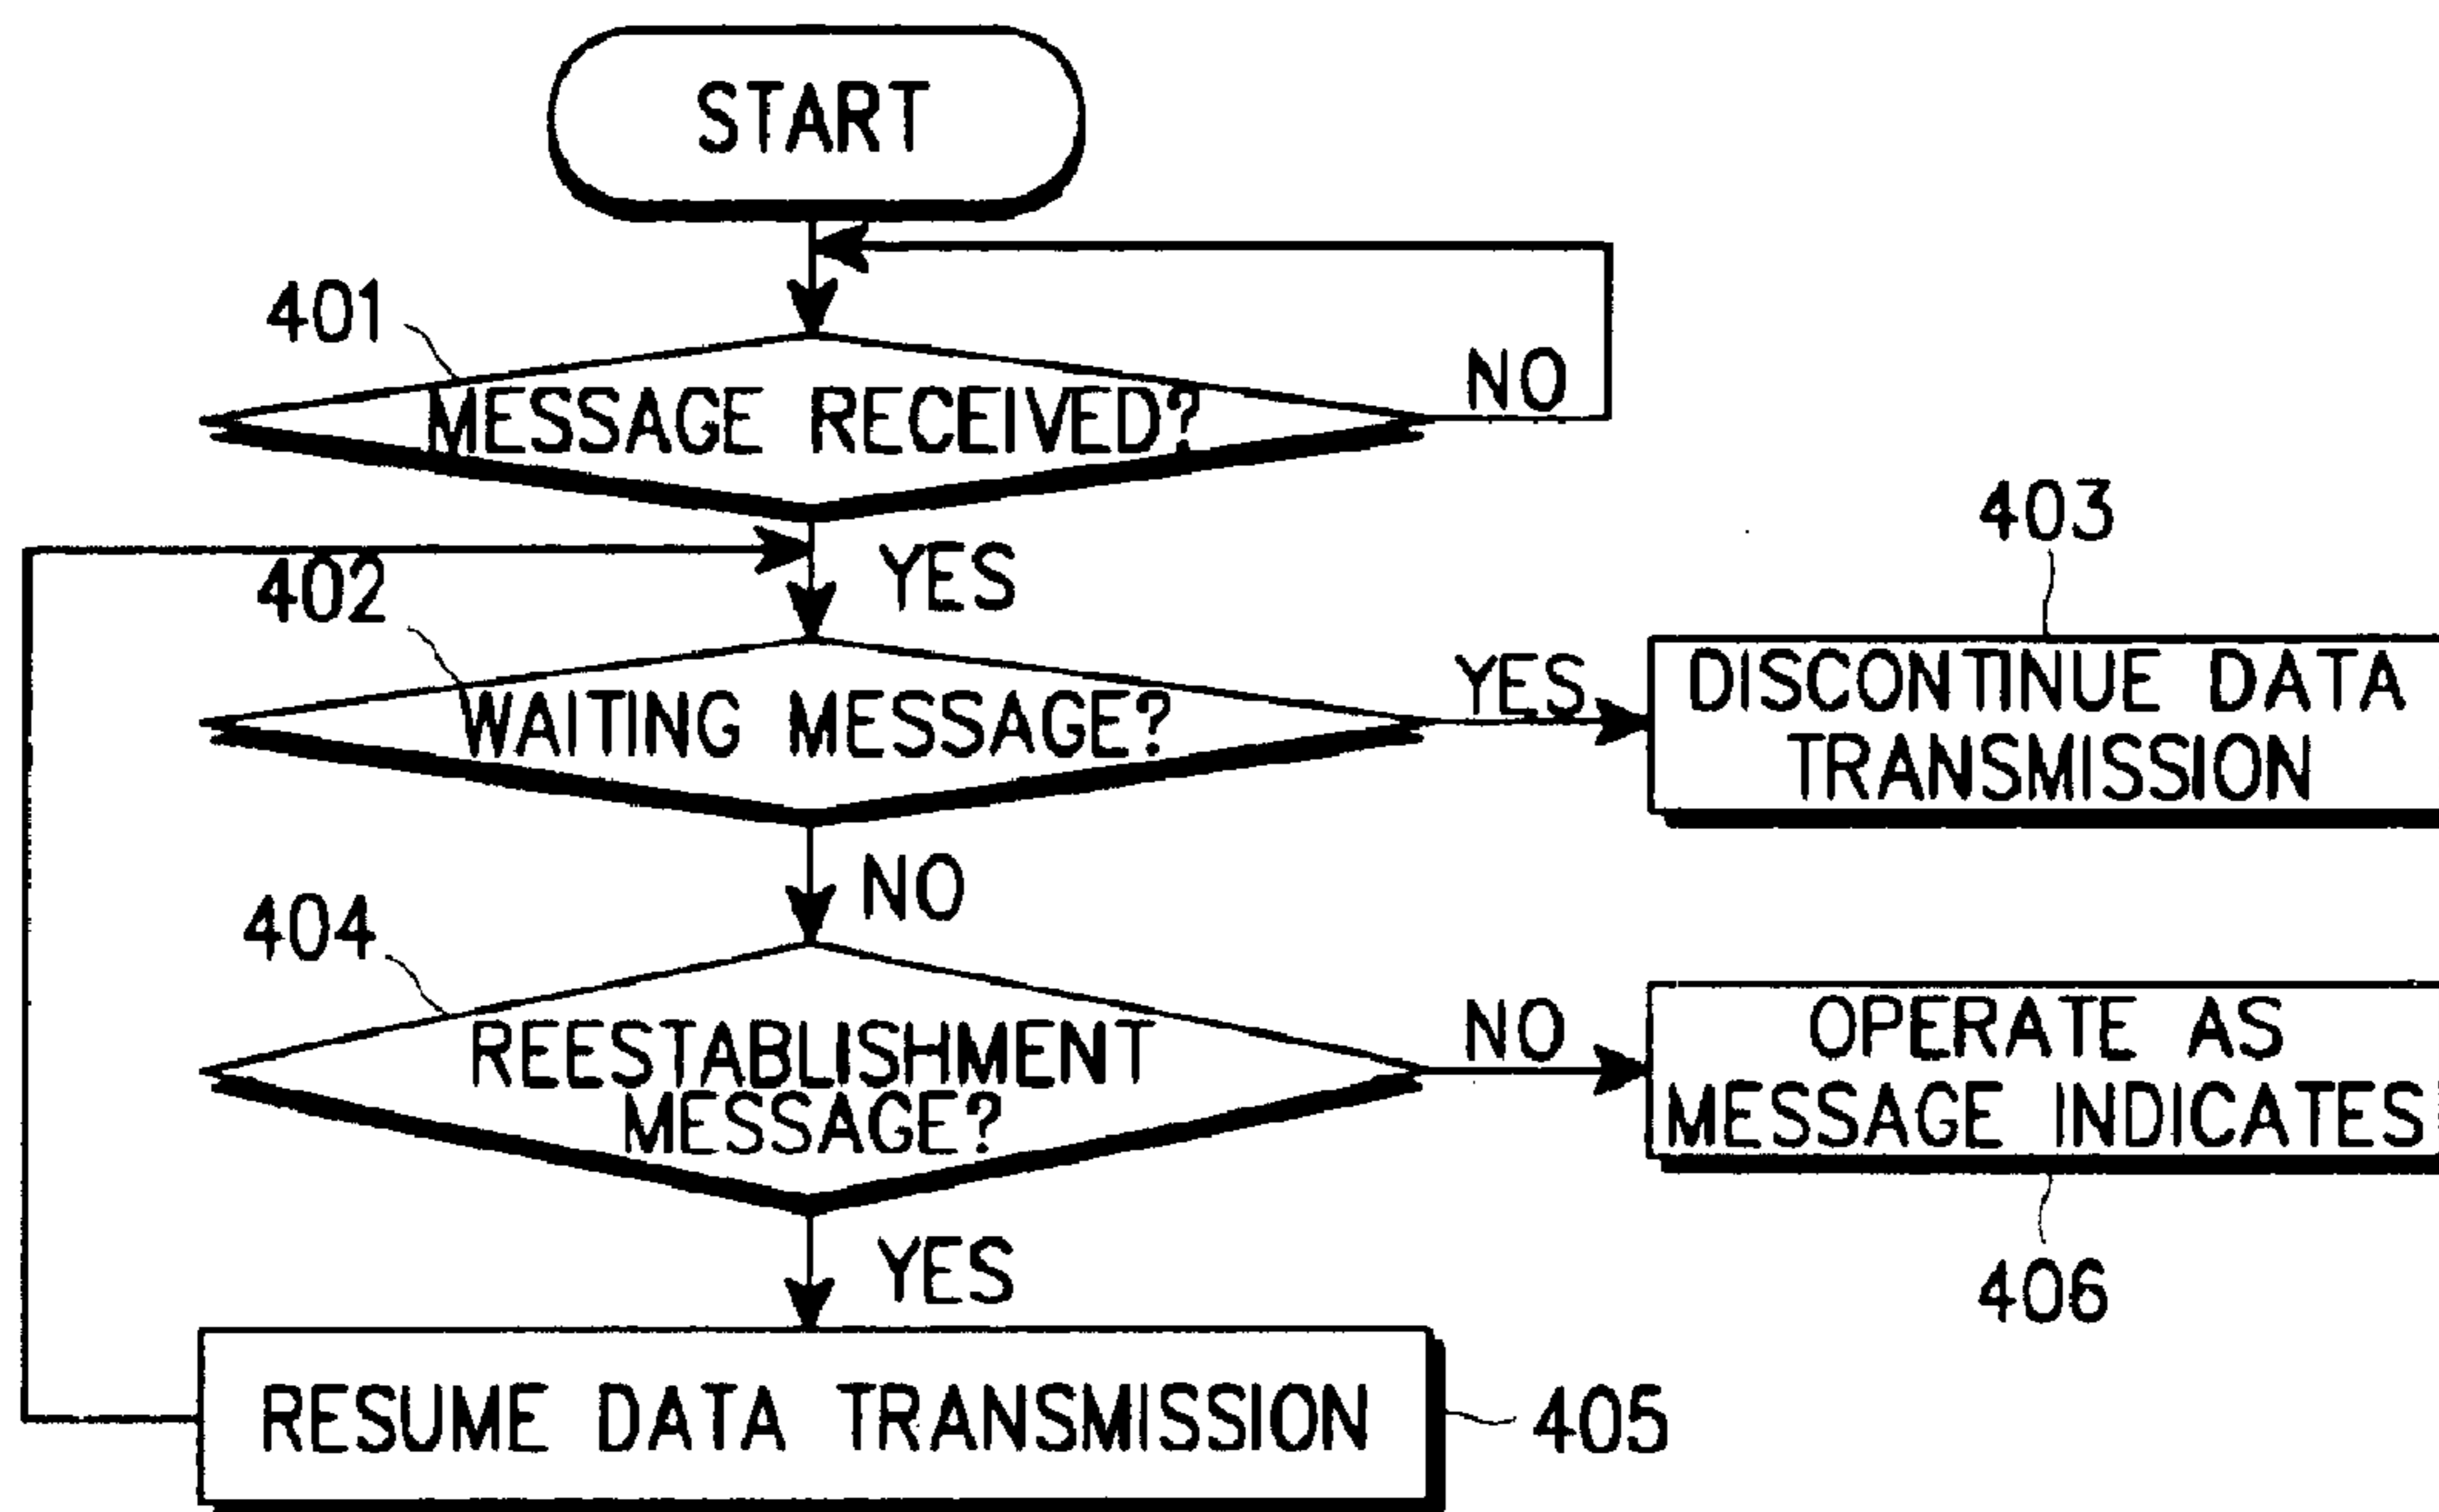 START
401
MESSAGE RECEIVED?
NO
402
YES
403
WAITING MESSAGE?
YES
DISCONTINUE DATA
TRANSMISSION
NO
404
REESTABLISHMENT
MESSAGE?
NO
OPERATE AS
MESSAGE INDICATES
406
YES
RESUME DATA TRANSMISSION
405